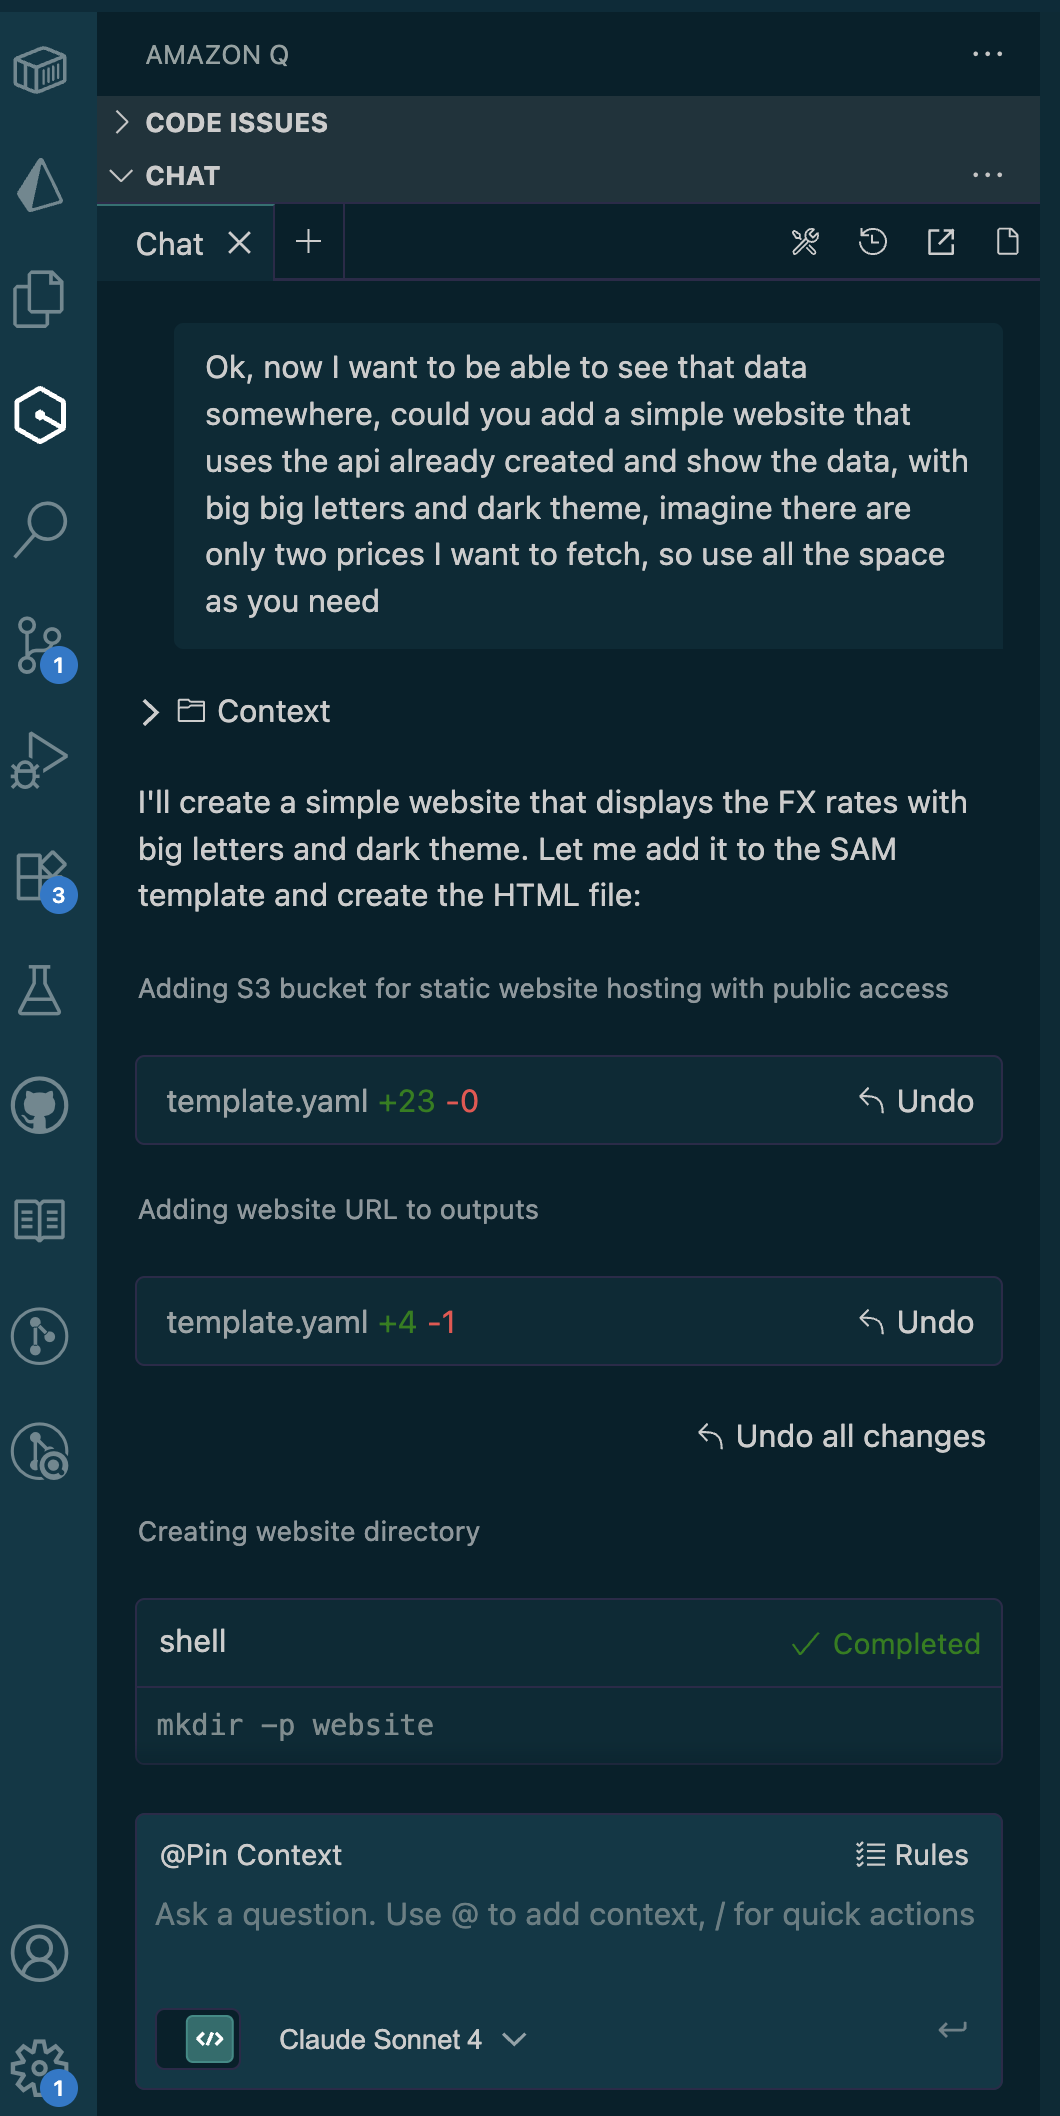 AMAZON Q
CODE ISSUES
CHAT
Chat
Ok, now I want to be able to see that data
somewhere, could you add a simple website that
uses the api already created and show the data, with
big big letters and dark theme, imagine there are
only two prices I want to fetch, so use all the space
as you need
1
Context
I'll create a simple website that displays the FX rates with
big letters and dark theme. Let me add it to the SAM
template and create the HTML file:
3
Adding S3 bucket for static website hosting with public access
template.yaml +23 -0 Undo
Adding website URL to outputs
template.yaml +4 -1 Undo
Undo all changes
Creating website directory
shell Completed
mkdir -p website
@Pin Context Rules
Ask a question. Use @ to add context, / for quick actions
</> Claude Sonnet 4
1